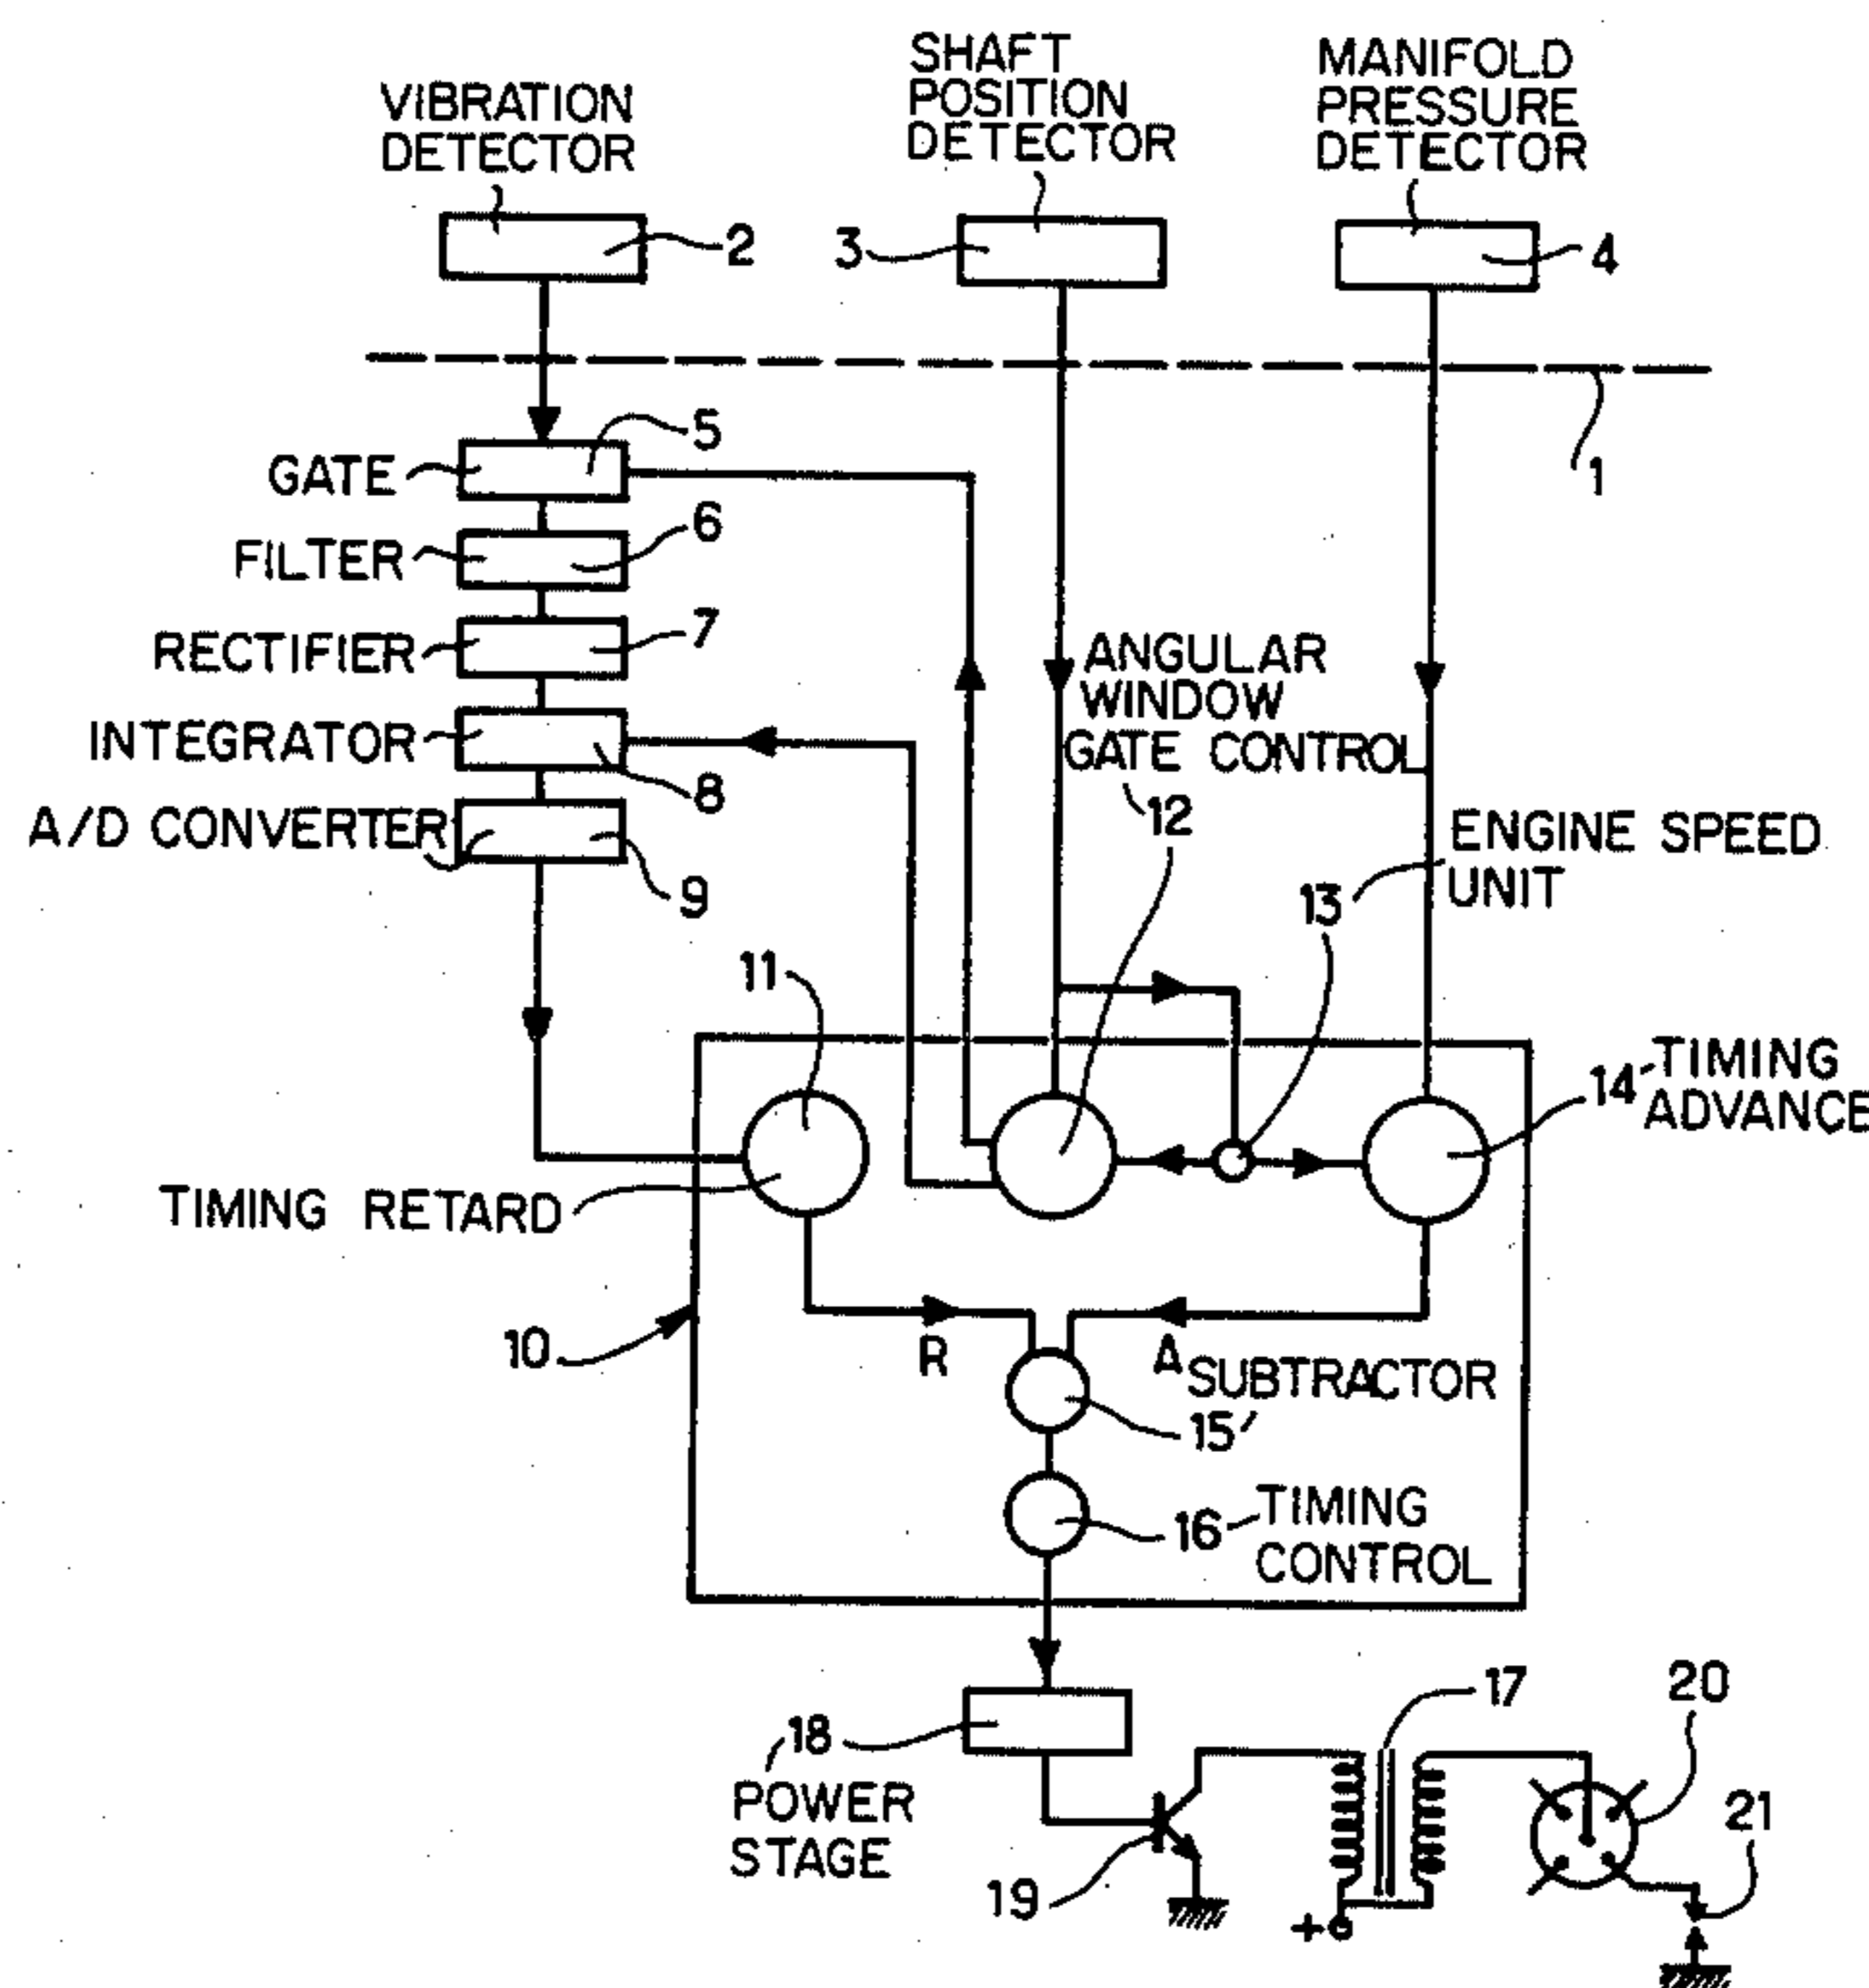 VIBRATION
DETECTOR
SHAFT
POSITION
DETECTOR
MANIFOLD
PRESSURE
DETECTOR
2
3
4
1
GATE
5
FILTER
6
RECTIFIER
7
INTEGRATOR
8
A/D CONVERTER
9
ANGULAR
WINDOW
GATE CONTROL
12
ENGINE SPEED
UNIT
13
11
14 TIMING
ADVANCE
TIMING RETARD
10
R
A
SUBTRACTOR
15
16 TIMING
CONTROL
18
POWER
STAGE
19
17
20
21
+